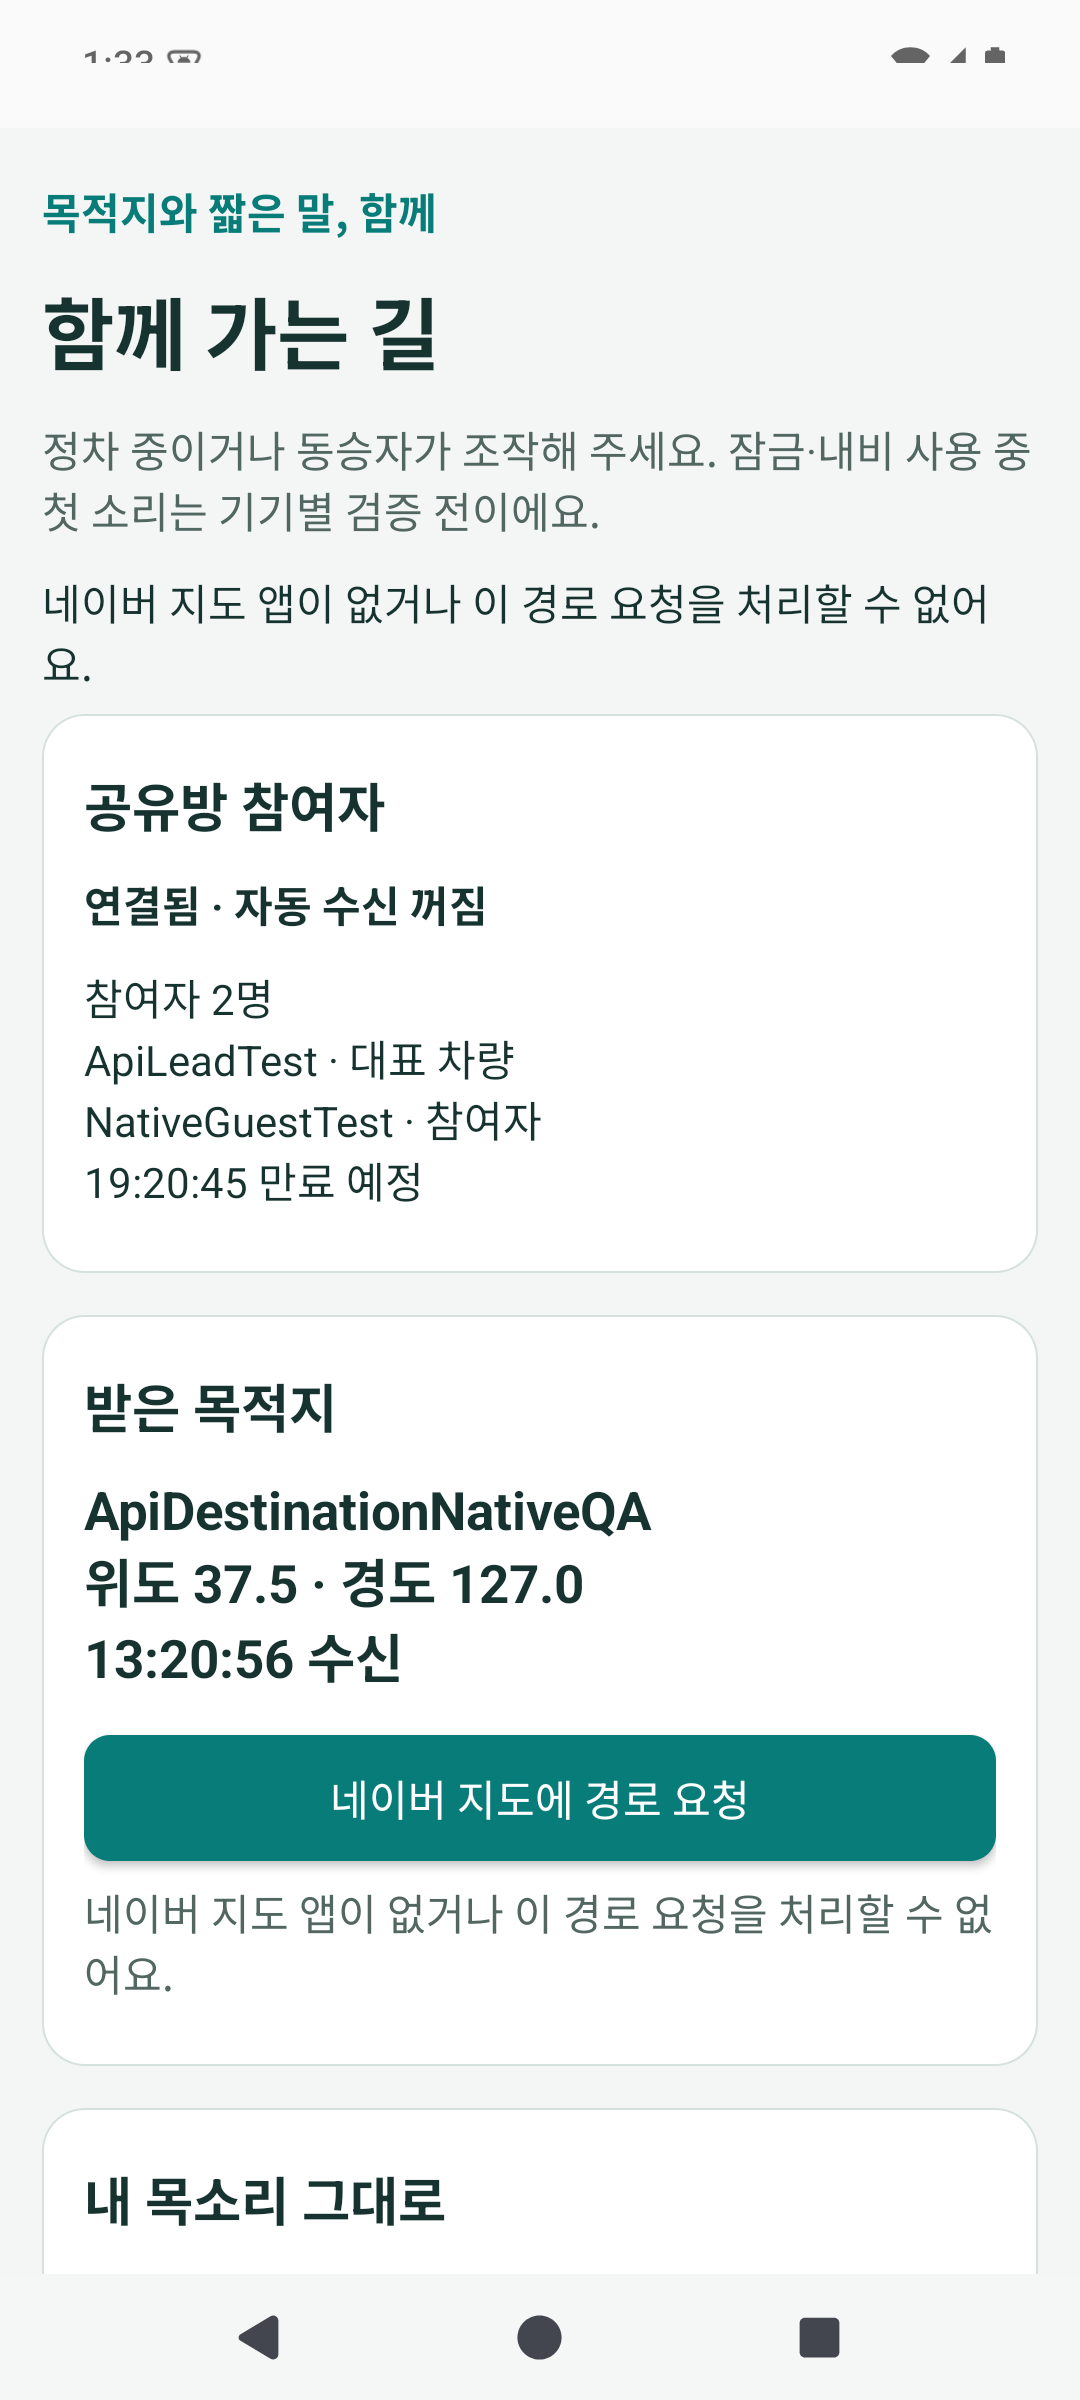 1:33
목적지와 짧은 말, 함께
함께 가는 길
정차 중이거나 동승자가 조작해 주세요. 잠금·내비 사용 중
첫 소리는 기기별 검증 전이에요.
네이버 지도 앱이 없거나 이 경로 요청을 처리할 수 없어
요.
공유방 참여자
연결됨 · 자동 수신 꺼짐
참여자 2명
ApiLeadTest · 대표 차량
NativeGuestTest · 참여자
19:20:45 만료 예정
받은 목적지
ApiDestinationNativeQA
위도 37.5 · 경도 127.0
13:20:56 수신
네이버 지도에 경로 요청
네이버 지도 앱이 없거나 이 경로 요청을 처리할 수 없
어요.
내 목소리 그대로